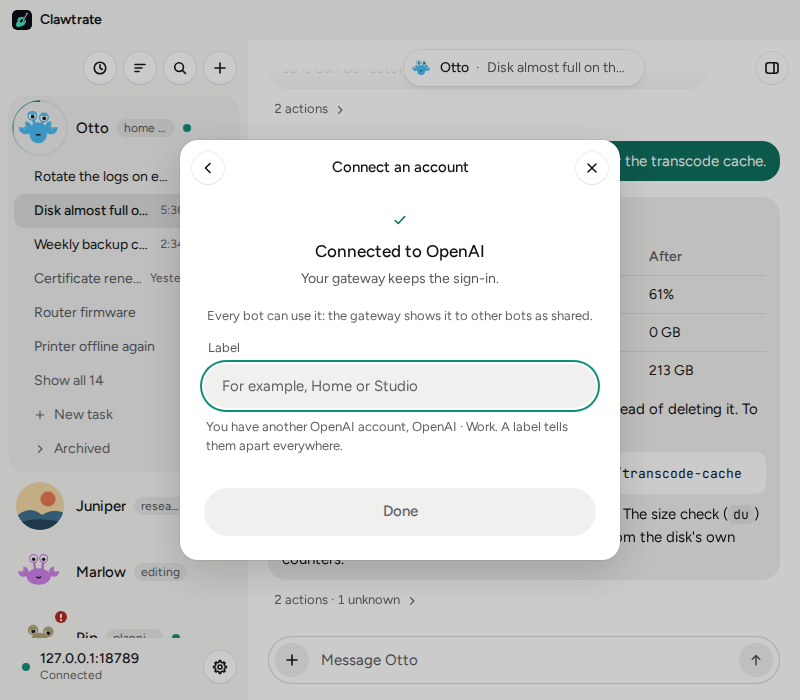 Clawtrate
Otto · Disk almost full on th...
2 actions
Otto home ...
Rotate the logs on e...
Disk almost full o... 5:36
Weekly backup c... 2:34
Certificate rene... Yeste
Router firmware
Printer offline again
Show all 14
New task
Archived
Juniper resea...
Marlow editing
Pip planni...
127.0.0.1:18789
Connected
the transcode cache.
After
61%
0 GB
213 GB
ead of deleting it. To
/transcode-cache
The size check (du)
om the disk's own
counters.
2 actions · 1 unknown
Message Otto
Connect an account
Connected to OpenAI
Your gateway keeps the sign-in.
Every bot can use it: the gateway shows it to other bots as shared.
Label
For example, Home or Studio
You have another OpenAI account, OpenAI · Work. A label tells
them apart everywhere.
Done